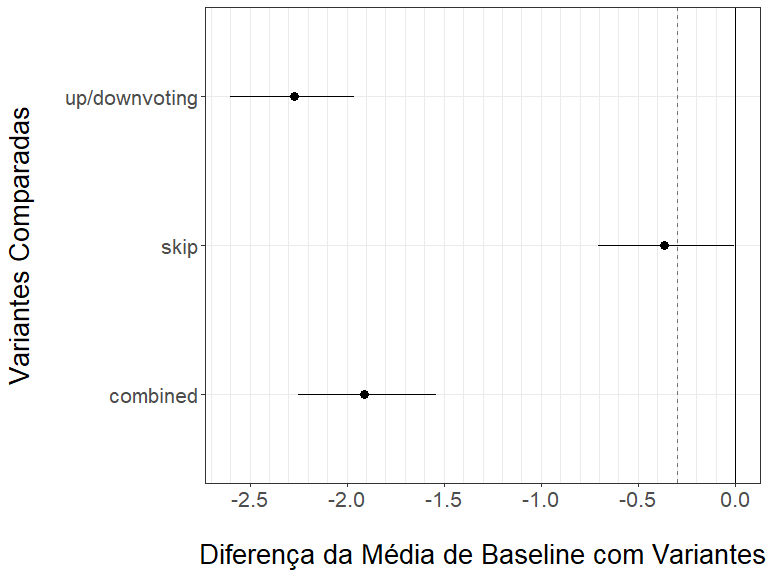 Variantes Comparadas
up/downvoting
skip
combined
-2.5 -2.0 -1.5 -1.0 -0.5 0.0
Diferença da Média de Baseline com Variantes